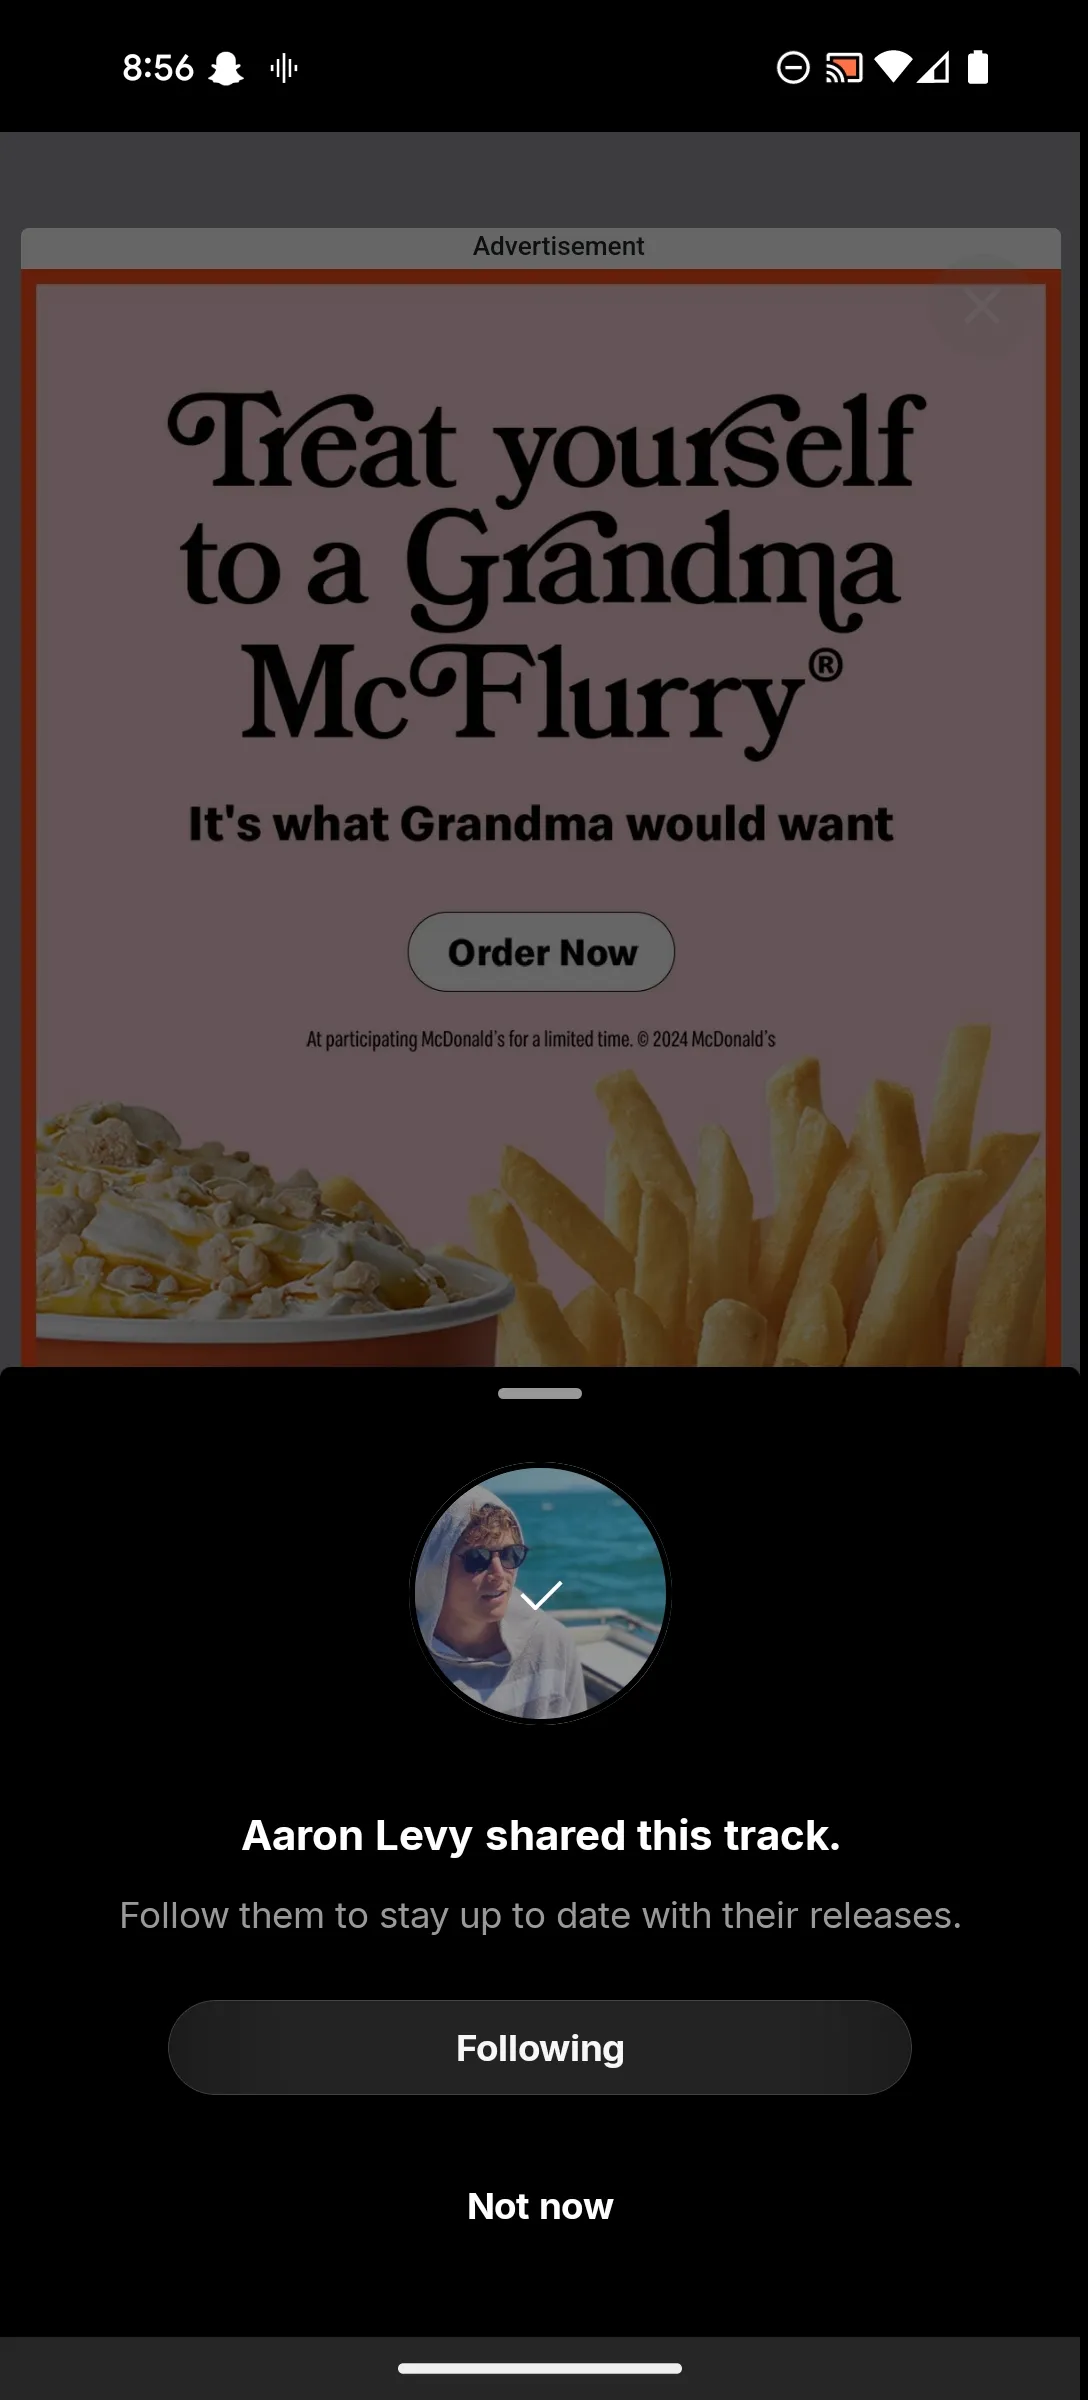 8:56
Advertisement
Treat yourself
to a Grandma
McFlurry®
It's what Grandma would want
Order Now
At participating McDonald's for a limited time. © 2024 McDonald's
Aaron Levy shared this track.
Follow them to stay up to date with their releases.
Following
Not now